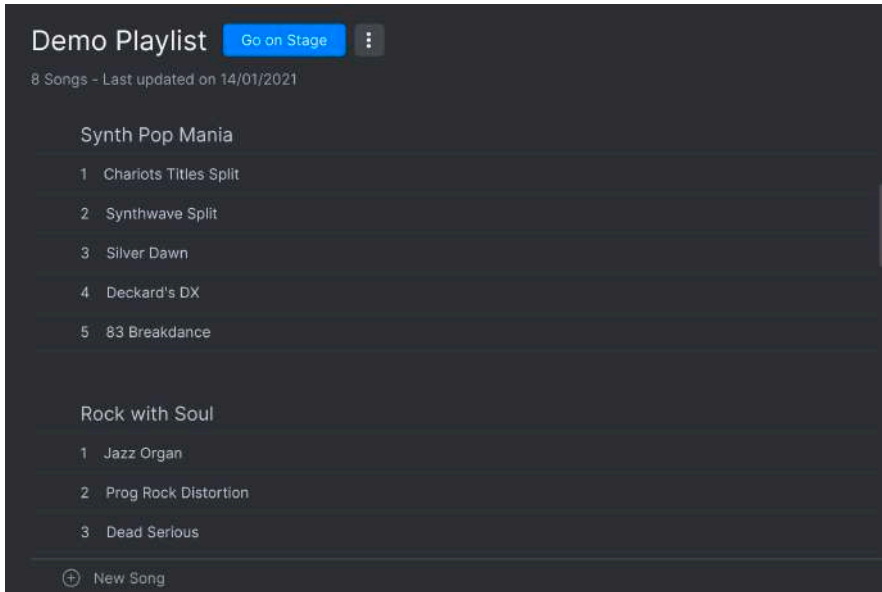 Demo Playlist Go on Stage
8 Songs - Last updated on 14/01/2021
Synth Pop Mania
1 Chariots Titles Split
2 Synthwave Split
3 Silver Dawn
4 Deckard's DX
5 83 Breakdance
Rock with Soul
1 Jazz Organ
2 Prog Rock Distortion
3 Dead Serious
New Song